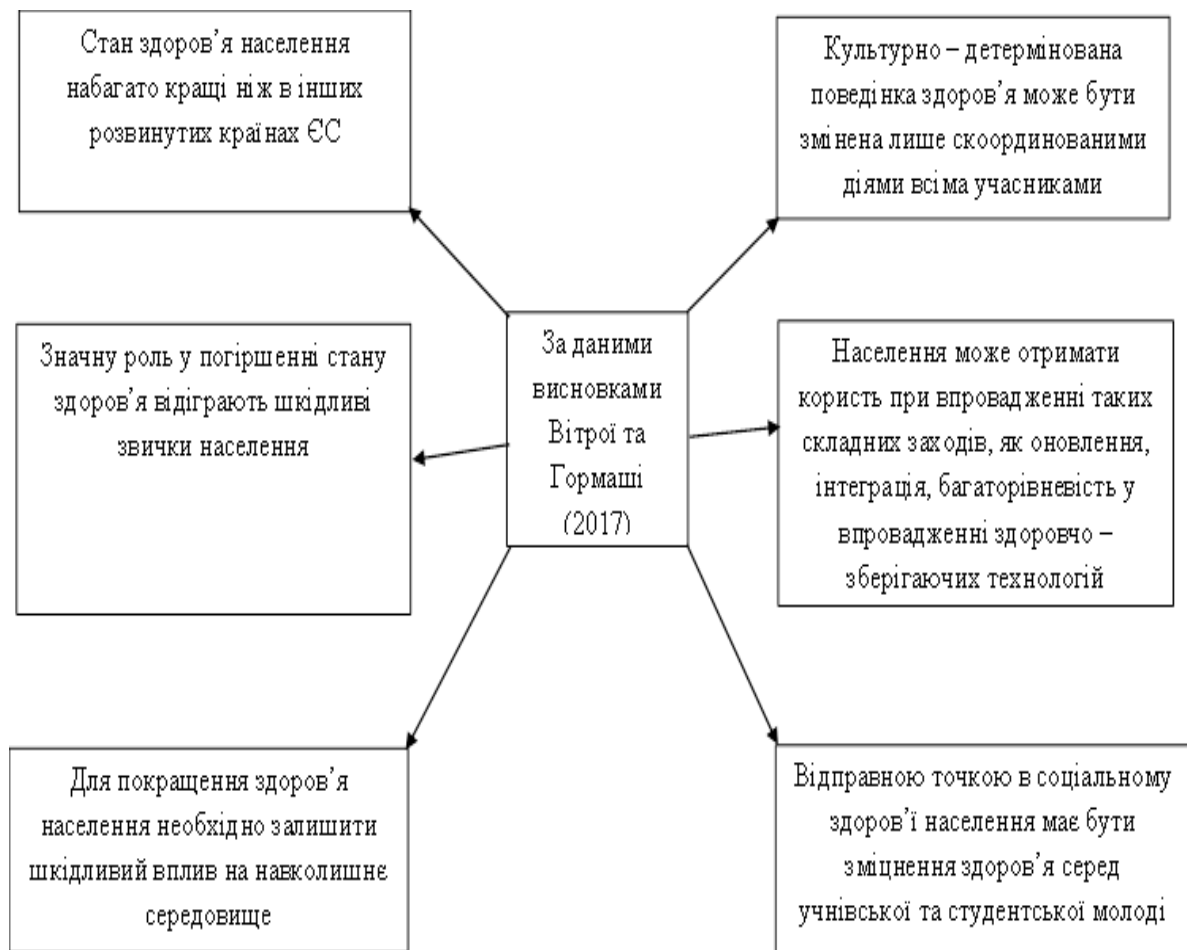 Стан здоров’я населення
набагато кращі ніж в інших
розвинутих країнах ЄС
Культурно – детермінована
поведінка здоров’я може бути
змінена лише скоординованими
діями всіма учасниками
Значну роль у погіршенні стану
здоров’я відіграють шкідливі
звички населення
За даними
висновками
Вітрої та
Гормаші
(2017)
Населення може отримати
користь при впровадженні таких
складних заходів, як оновлення,
інтеграція, багаторівневість у
впровадженні здоровчо –
зберігаючих технологій
Для покращення здоров’я
населення необхідно залишити
шкідливий вплив на навколишнє
середовище
Відправною точкою в соціальному
здоров’ї населення має бути
зміцнення здоров’я серед
учнівської та студентської молоді